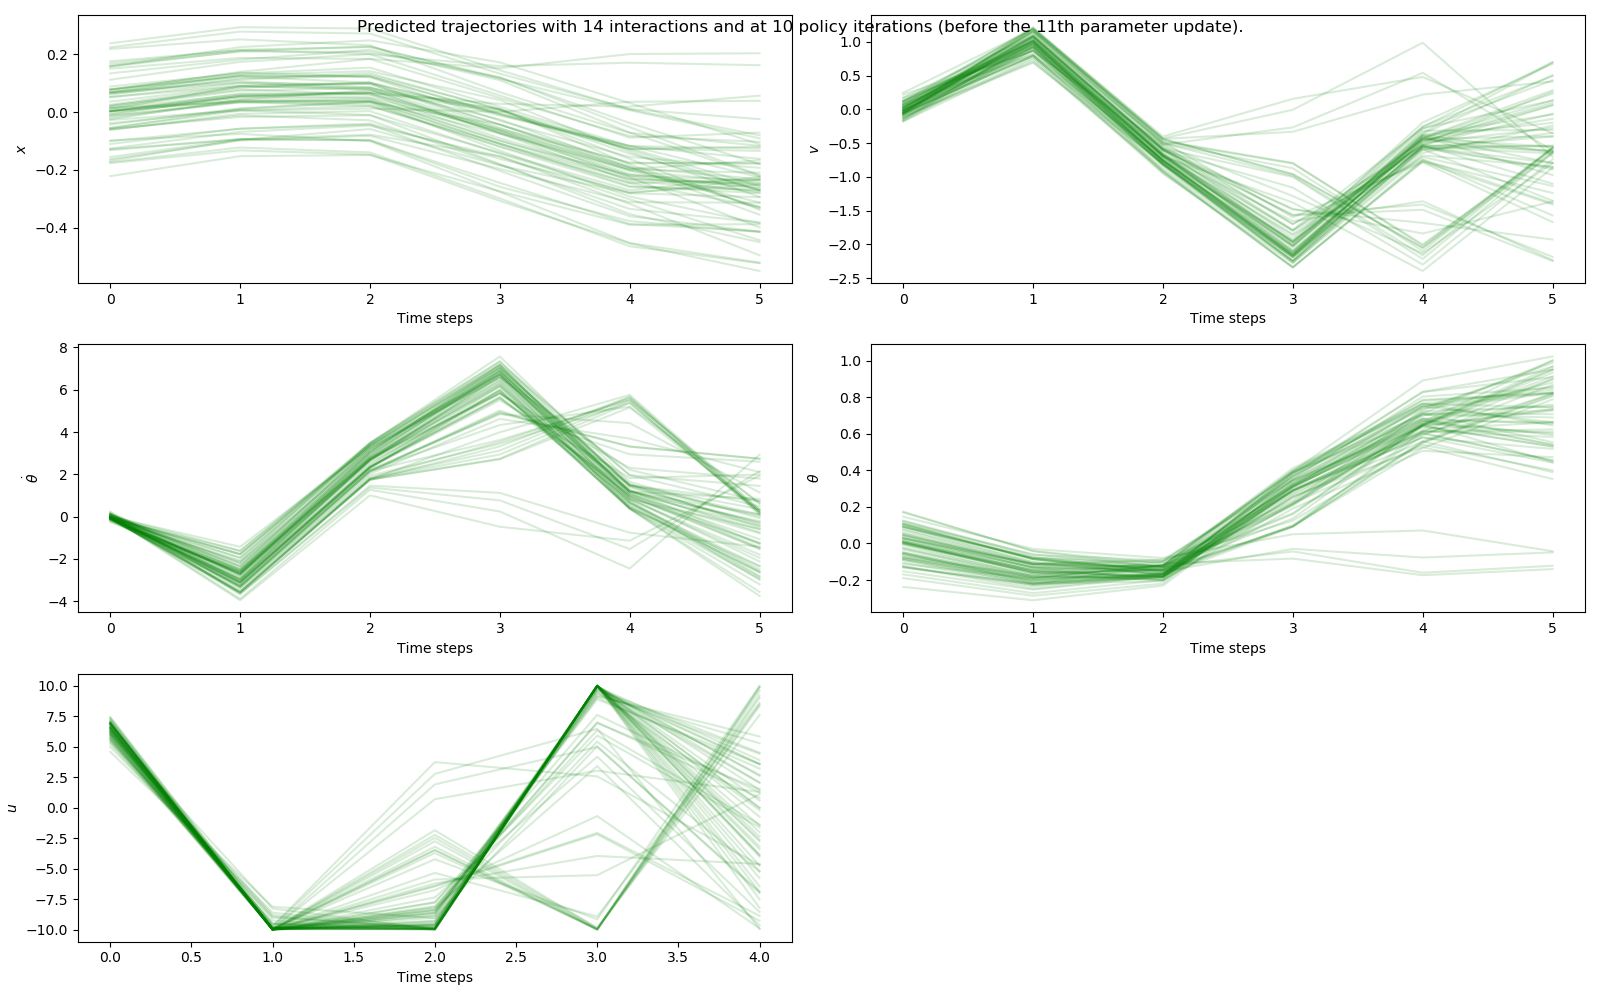 Predicted trajectories with 14 interactions and at 10 policy iterations (before the 11th parameter update).
0.2
0.0
−0.2
−0.4
x
0 1 2 3 4 5
Time steps
1.0
0.5
0.0
−0.5
−1.0
−1.5
−2.0
−2.5
v
0 1 2 3 4 5
Time steps
8
6
4
2
0
−2
−4
θ̇
0 1 2 3 4 5
Time steps
1.0
0.8
0.6
0.4
0.2
0.0
−0.2
θ
0 1 2 3 4 5
Time steps
10.0
7.5
5.0
2.5
0.0
−2.5
−5.0
−7.5
−10.0
u
0.0 0.5 1.0 1.5 2.0 2.5 3.0 3.5 4.0
Time steps